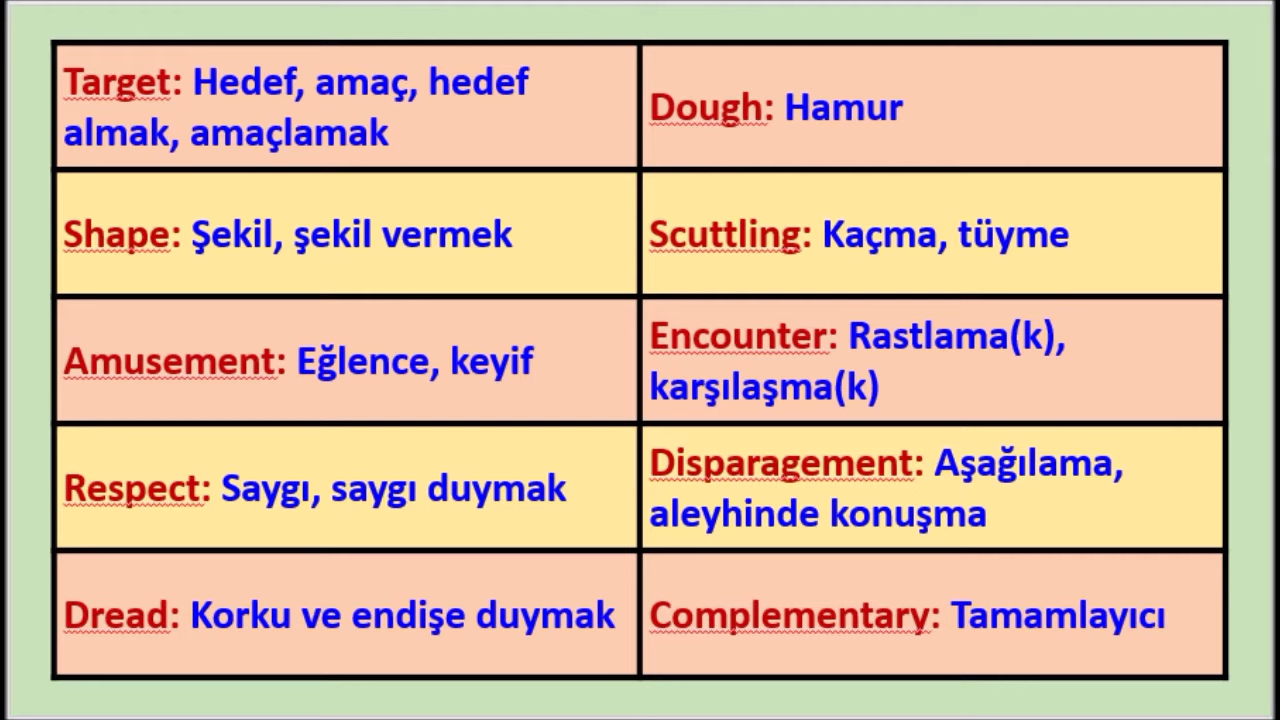 Target: Hedef, amaç, hedef
almak, amaçlamak
Dough: Hamur
Shape: Şekil, şekil vermek
Scuttling: Kaçma, tüyme
Amusement: Eğlence, keyif
Encounter: Rastlama(k),
karşılaşma(k)
Respect: Saygı, saygı duymak
Disparagement: Aşağılama,
aleyhinde konuşma
Dread: Korku ve endişe duymak
Complementary: Tamamlayıcı